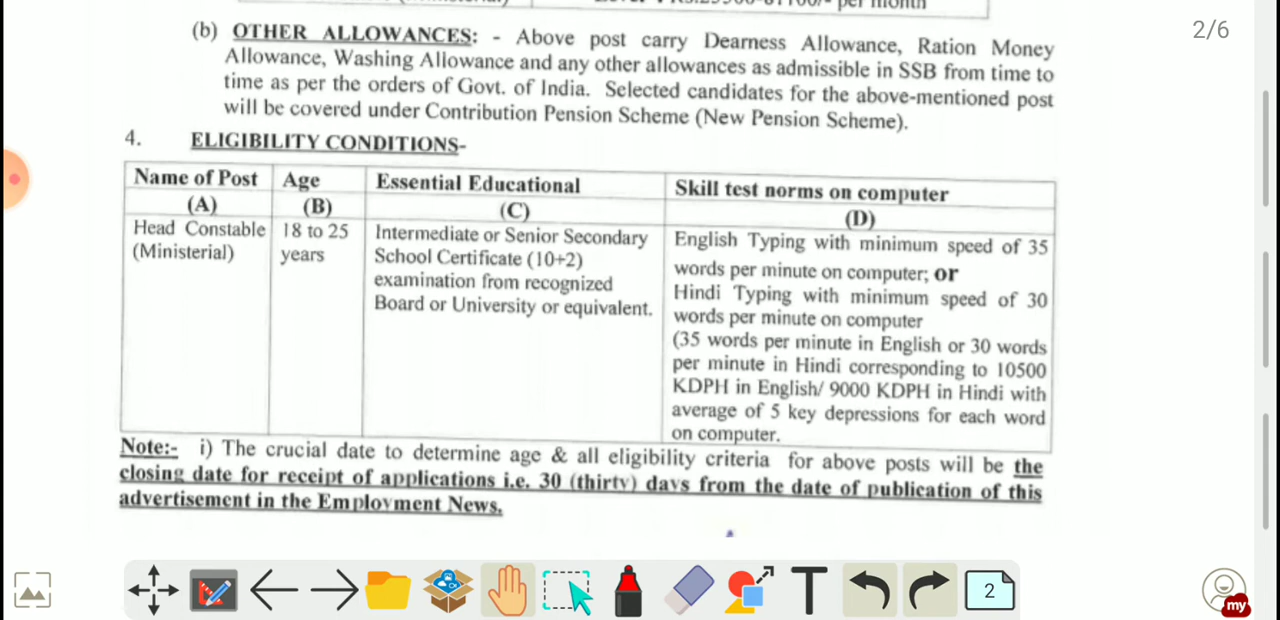 per month
2/6
(b) OTHER ALLOWANCES: - Above post carry Dearness Allowance, Ration Money
Allowance, Washing Allowance and any other allowances as admissible in SSB from time to
time as per the orders of Govt. of India. Selected candidates for the above-mentioned post
will be covered under Contribution Pension Scheme (New Pension Scheme).
4. ELIGIBILITY CONDITIONS-
Name of Post Age Essential Educational Skill test norms on computer
(A) (B) (C) (D)
Head Constable
(Ministerial)
18 to 25
years
Intermediate or Senior Secondary
School Certificate (10+2)
examination from recognized
Board or University or equivalent.
English Typing with minimum speed of 35
words per minute on computer; or
Hindi Typing with minimum speed of 30
words per minute on computer
(35 words per minute in English or 30 words
per minute in Hindi corresponding to 10500
KDPH in English/ 9000 KDPH in Hindi with
average of 5 key depressions for each word
on computer.
Note:- i) The crucial date to determine age & all eligibility criteria for above posts will be the
closing date for receipt of applications i.e. 30 (thirty) days from the date of publication of this
advertisement in the Employment News.
T
2
my